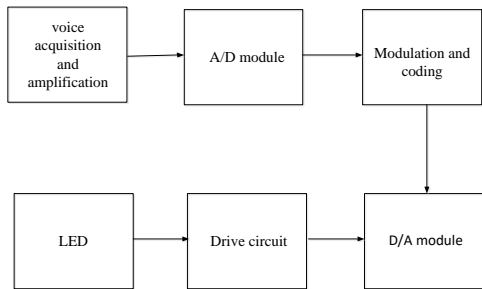 voice
acquisition
and
amplification
A/D module
Modulation and
coding
LED
Drive circuit
D/A module